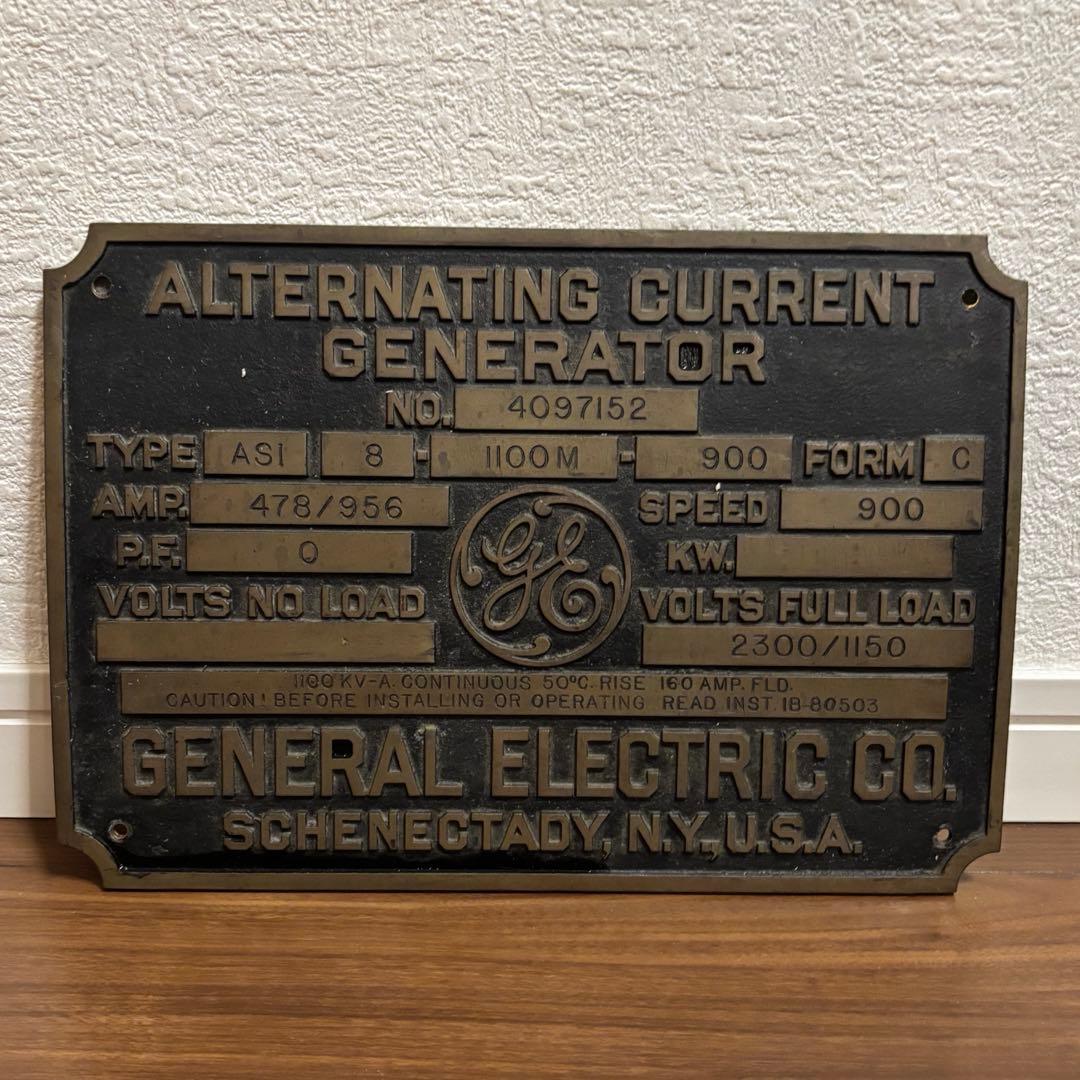 ALTERNATING CURRENT
GENERATOR
NO. 4097152
TYPE ASI 8 - 1100M - 900 FORM C
AMP. 478/956 SPEED 900
P.F. 0 KW.
GE
VOLTS NO LOAD VOLTS FULL LOAD
2300/1150
1100 KV-A. CONTINUOUS 50°C. RISE 160 AMP. FLD.
CAUTION! BEFORE INSTALLING OR OPERATING READ INST. IB-80503
GENERAL ELECTRIC CO.
SCHENECTADY, N.Y., U.S.A.